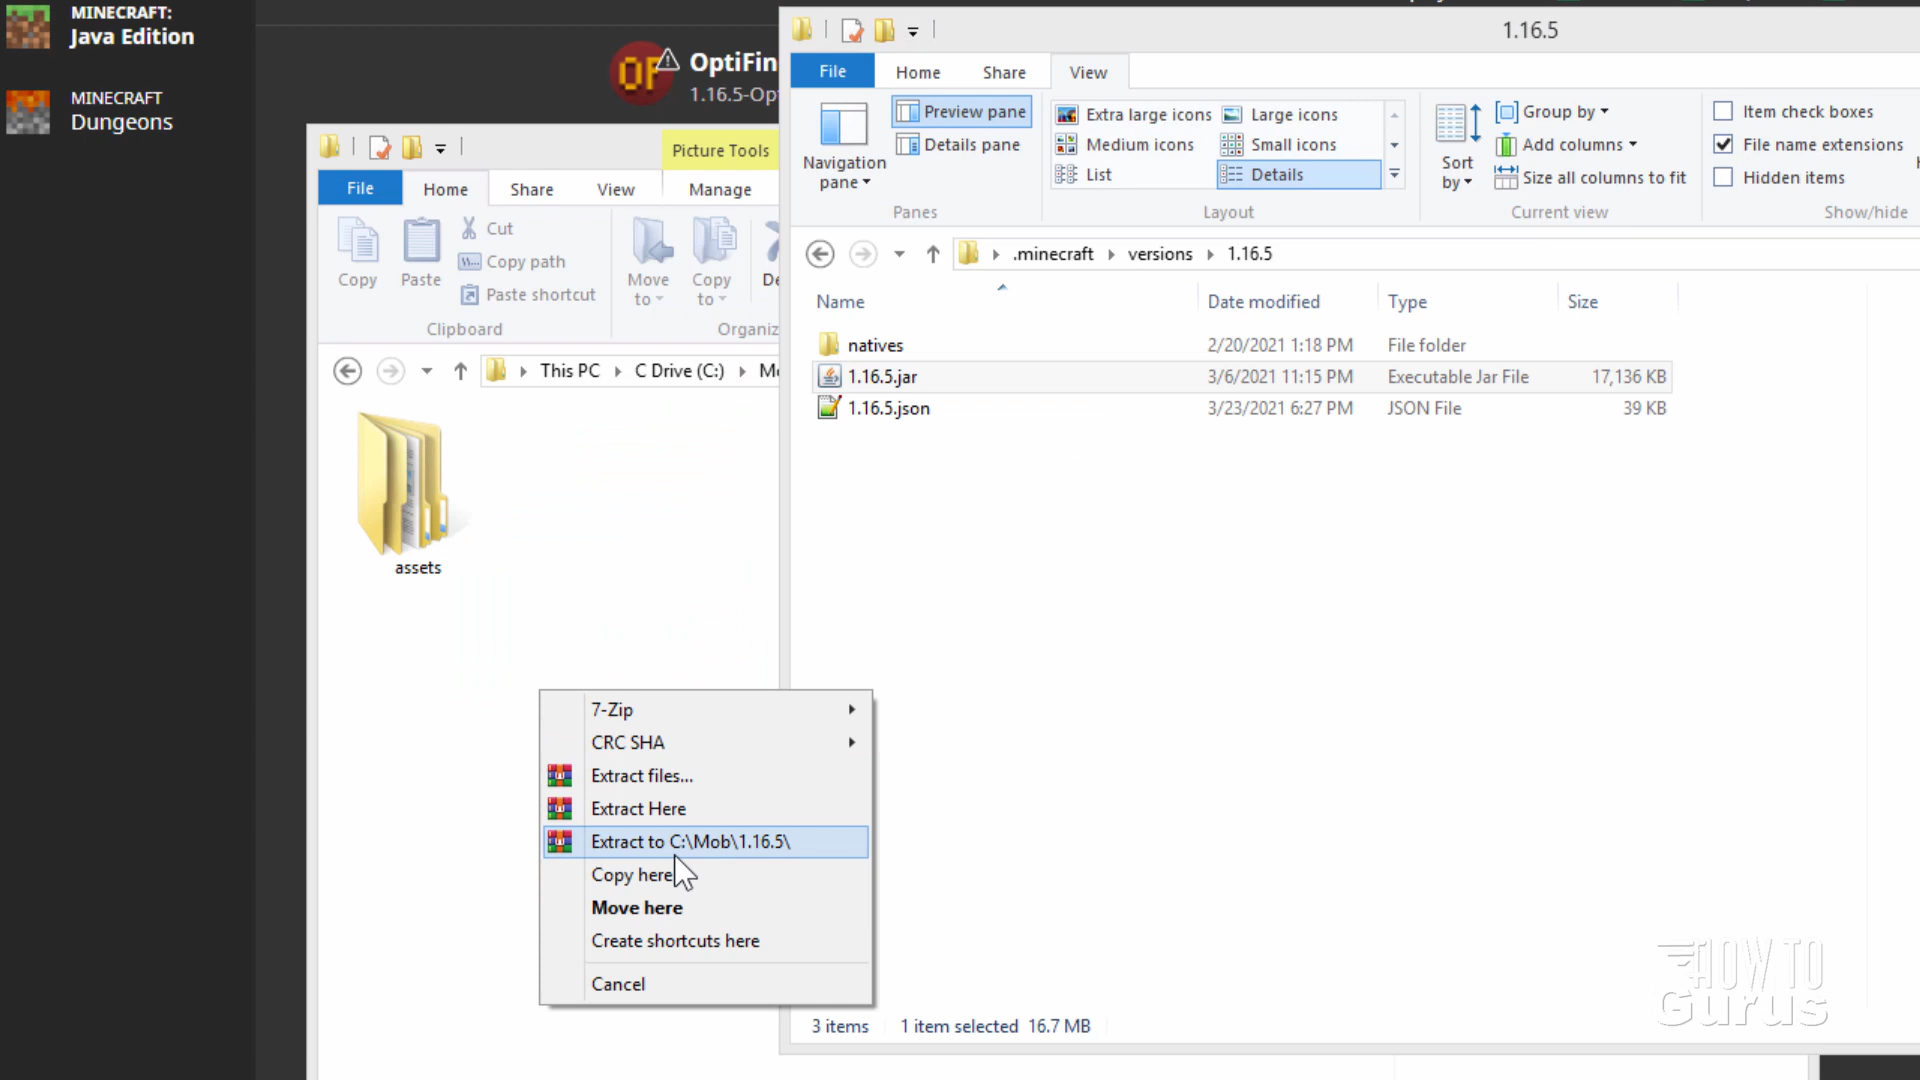 MINECRAFT:
Java Edition
MINECRAFT
Dungeons
OF
OptiFin
1.16.5-Op
Picture Tools
File
Home
Share
View
Manage
Copy
Paste
Cut
Copy path
Paste shortcut
Move
to
Copy
to
De
Clipboard
Organiz
This PC
C Drive (C:)
Mo
assets
1.16.5
File
Home
Share
View
Navigation
pane
Preview pane
Details pane
Extra large icons
Large icons
Medium icons
Small icons
List
Details
Sort
by
Group by
Add columns
Size all columns to fit
Item check boxes
File name extensions
Hidden items
Panes
Layout
Current view
Show/hide
.minecraft
versions
1.16.5
Name
Date modified
Type
Size
natives
2/20/2021 1:18 PM
File folder
1.16.5.jar
3/6/2021 11:15 PM
Executable Jar File
17,136 KB
1.16.5.json
3/23/2021 6:27 PM
JSON File
39 KB
7-Zip
CRC SHA
Extract files...
Extract Here
Extract to C:\Mob\1.16.5\
Copy here
Move here
Create shortcuts here
Cancel
3 items
1 item selected 16.7 MB
HOW TO
Gurus